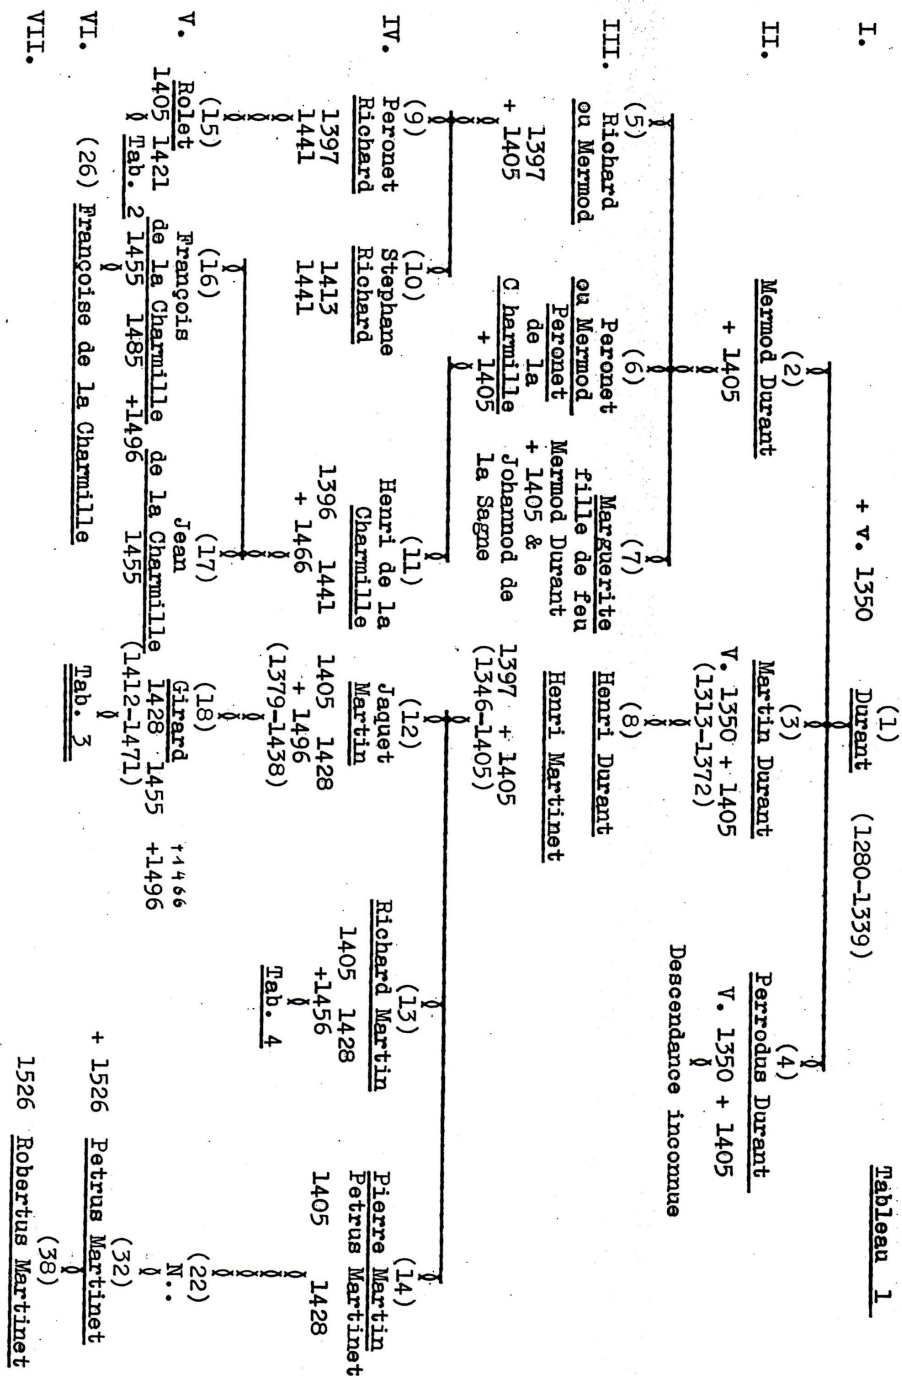 Tableau 1
I.
(1)
+ v. 1350 Durant (1280-1339)
II.
(2)
Mermod Durant
+ 1405
(3)
Martin Durant
V. 1350 + 1405
(1313-1372)
(4)
Perrodus Durant
V. 1350 + 1405
Descendance inconnue
III.
(5)
Richard
ou Mermod
1397
+ 1405
(6)
Peronet
ou Mermod
Peronet
de la
C harmille
+ 1405
(7)
Marguerite
fille de feu
Mermod Durant
+ 1405 &
Johannod de
la Sagne
(8)
Henri Durant
Henri Martinet
1397 + 1405
(1346-1405)
IV.
(9)
Peronet
Richard
1397
1441
(10)
Stephane
Richard
1413
1441
(11)
Henri de la
Charmille
1396 1441
+ 1466
(12)
Jaquet
Martin
1405 1428
+ 1496
(1379-1438)
(13)
Richard Martin
1405 1428
+1456
Tab. 4
(14)
Pierre Martin
Petrus Martinet
1405 1428
V.
(15)
Rolet
1405 1421
Tab. 2
(16)
François
de la Charmille
1455 1485 +1496
(17)
Jean
de la Charmille
1455
(18)
Girard
+1466
1428 1455 +1496
(1412-1471)
Tab. 3
(22)
N..
VI.
(26) Françoise de la Charmille
(32)
+ 1526 Petrus Martinet
VII.
(38)
1526 Robertus Martinet